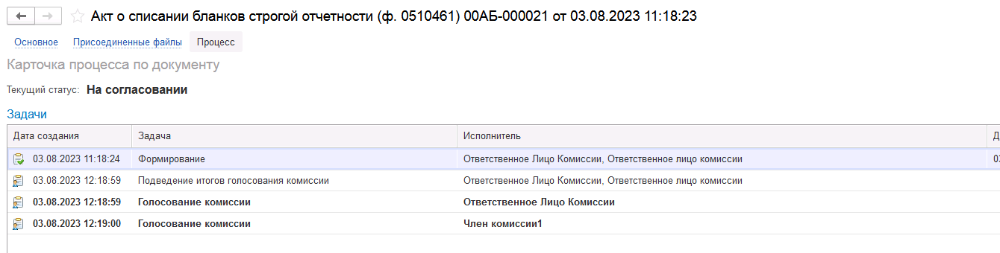 Акт о списании бланков строгой отчетности (ф. 0510461) 00АБ-000021 от 03.08.2023 11:18:23
Основное Присоединенные файлы Процесс
Карточка процесса по документу
Текущий статус: На согласовании
Задачи
Дата создания Задача Исполнитель
03.08.2023 11:18:24 Формирование Ответственное Лицо Комиссии, Ответственное лицо комиссии
03.08.2023 12:18:59 Подведение итогов голосования комиссии Ответственное Лицо Комиссии, Ответственное лицо комиссии
03.08.2023 12:18:59 Голосование комиссии Ответственное Лицо Комиссии
03.08.2023 12:19:00 Голосование комиссии Член комиссии1